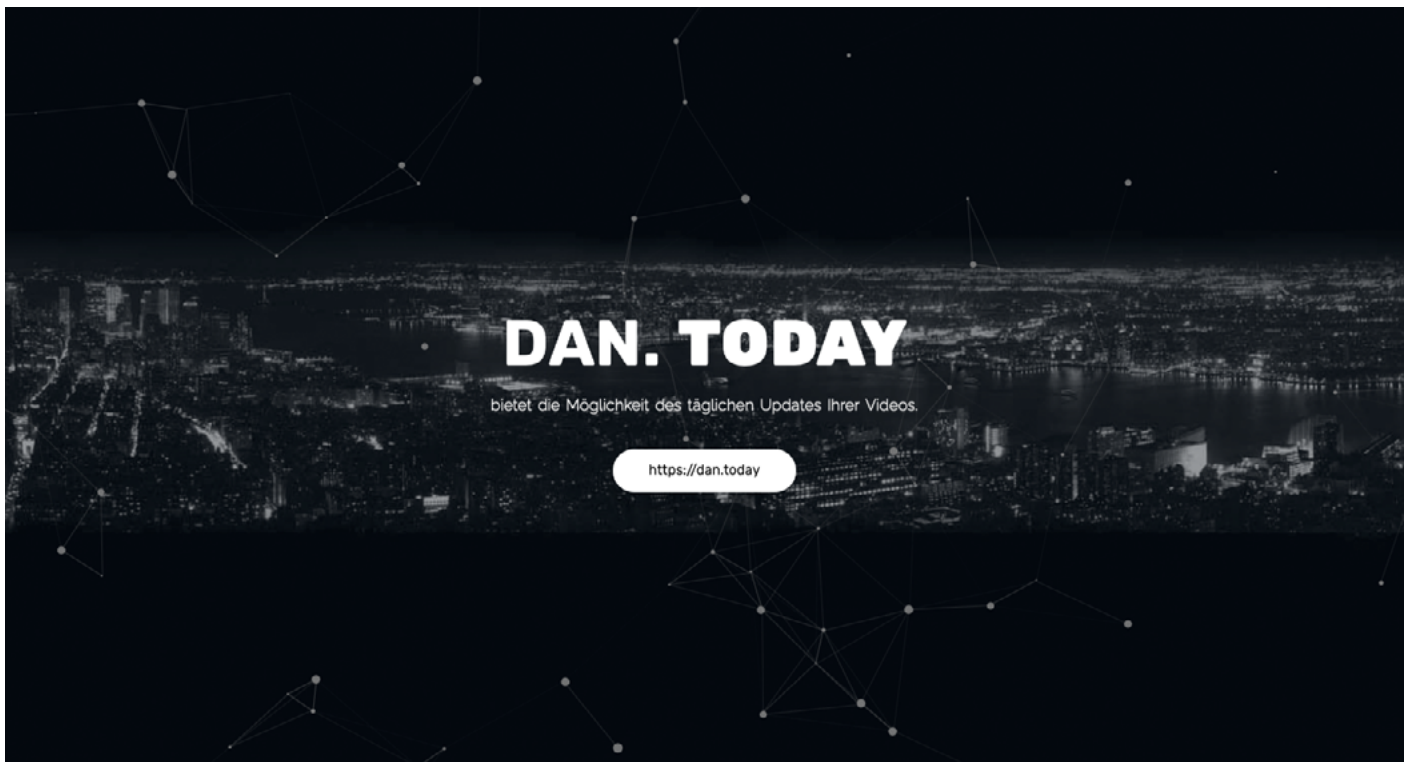 DAN. TODAY
bietet die Möglichkeit des täglichen Updates Ihrer Videos.
https://dan.today